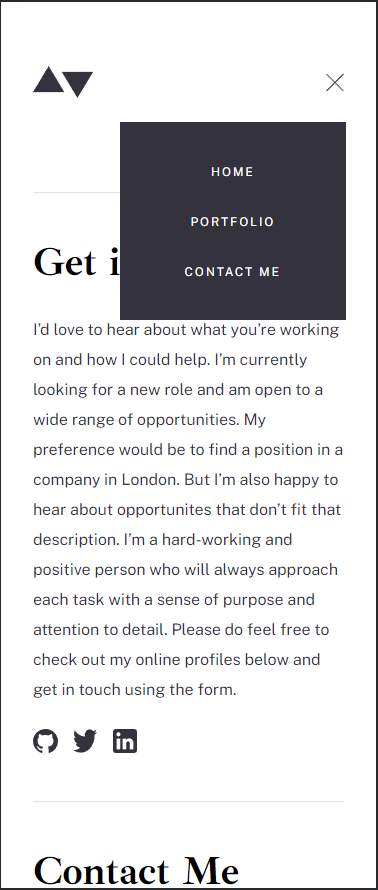 HOME
PORTFOLIO
CONTACT ME
Get i
I’d love to hear about what you’re working
on and how I could help. I’m currently
looking for a new role and am open to a
wide range of opportunities. My
preference would be to find a position in a
company in London. But I’m also happy to
hear about opportunites that don’t fit that
description. I’m a hard-working and
positive person who will always approach
each task with a sense of purpose and
attention to detail. Please do feel free to
check out my online profiles below and
get in touch using the form.
in
Contact Me